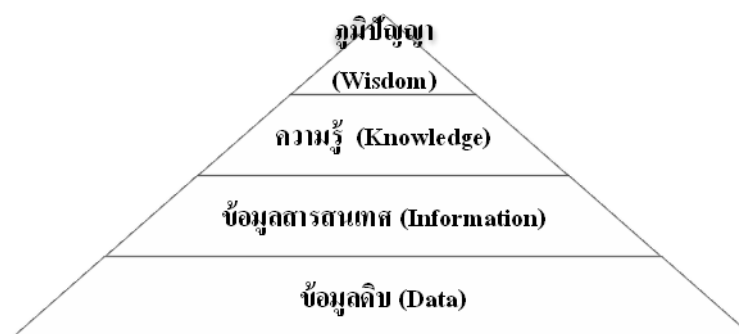 ภูมิปัญญา
(Wisdom)
ความรู้ (Knowledge)
ข้อมูลสารสนเทศ (Information)
ข้อมูลดิบ (Data)